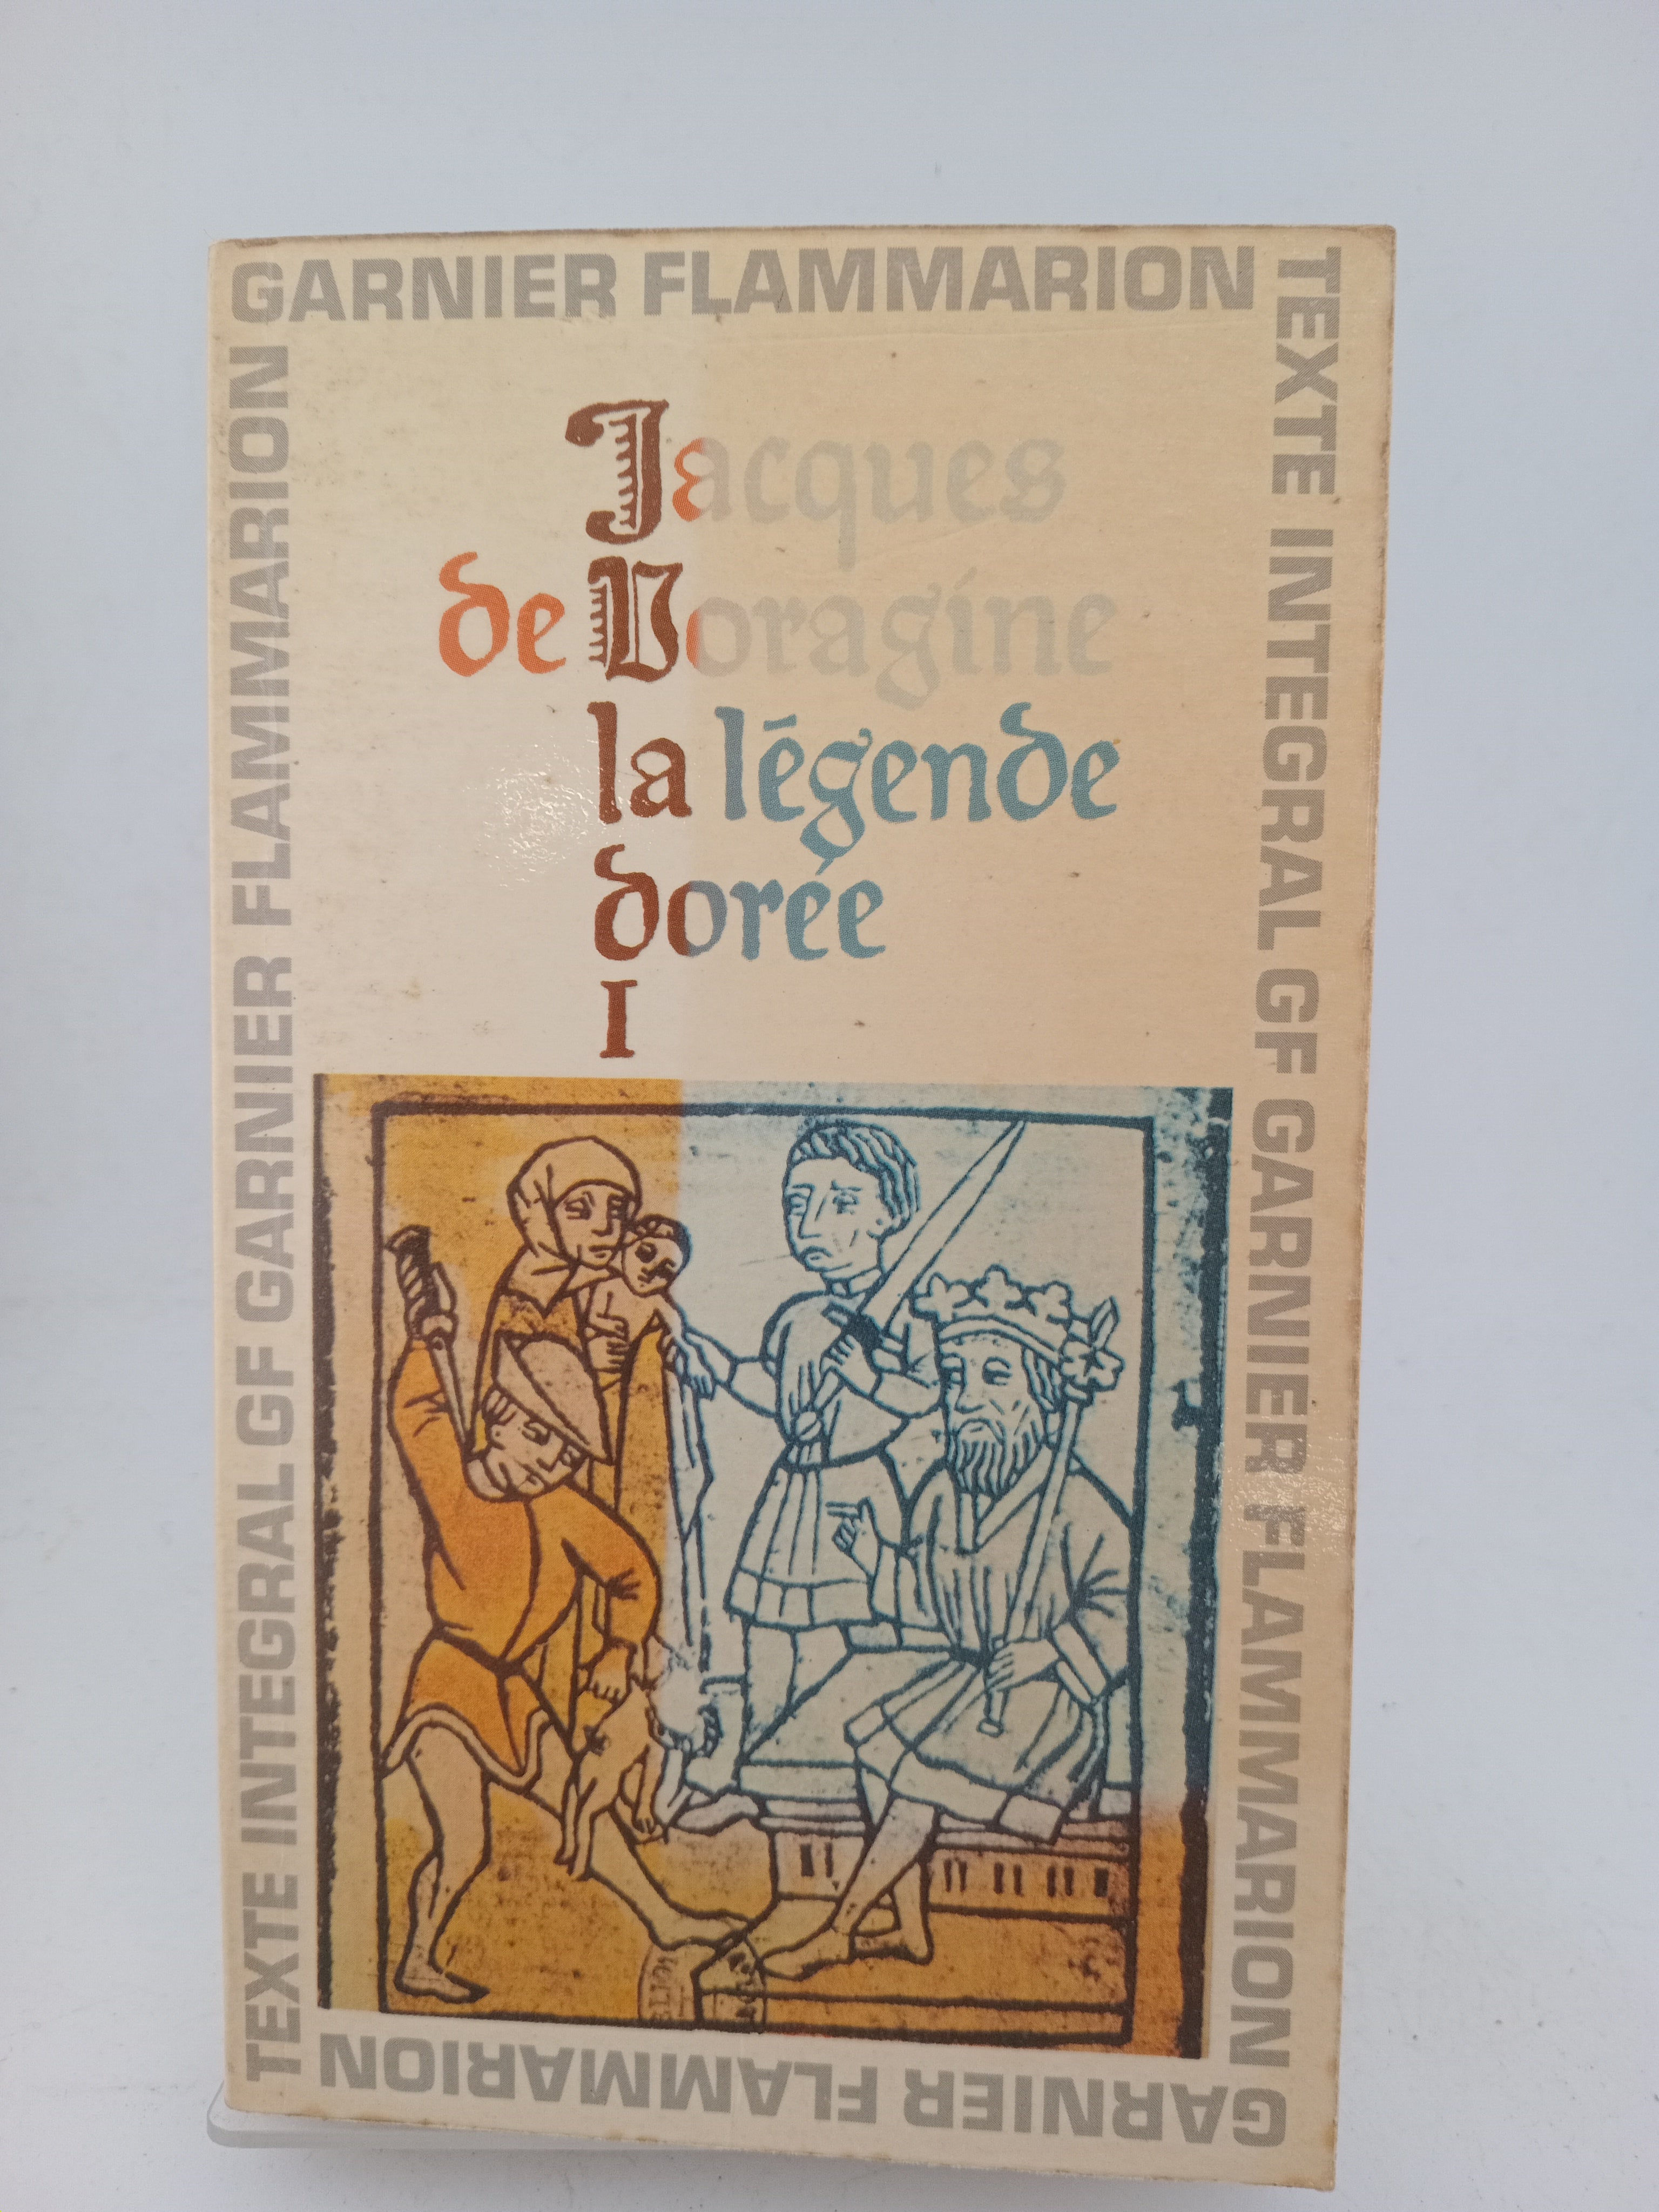 GARNIER FLAMMARION
TEXTE INTEGRAL GF GARNIER FLAMMARION
Jacques
de Voragine
la légende
dorée
I
TEXTE INTEGRAL GF GARNIER FLAMMARION
GARNIER FLAMMARION